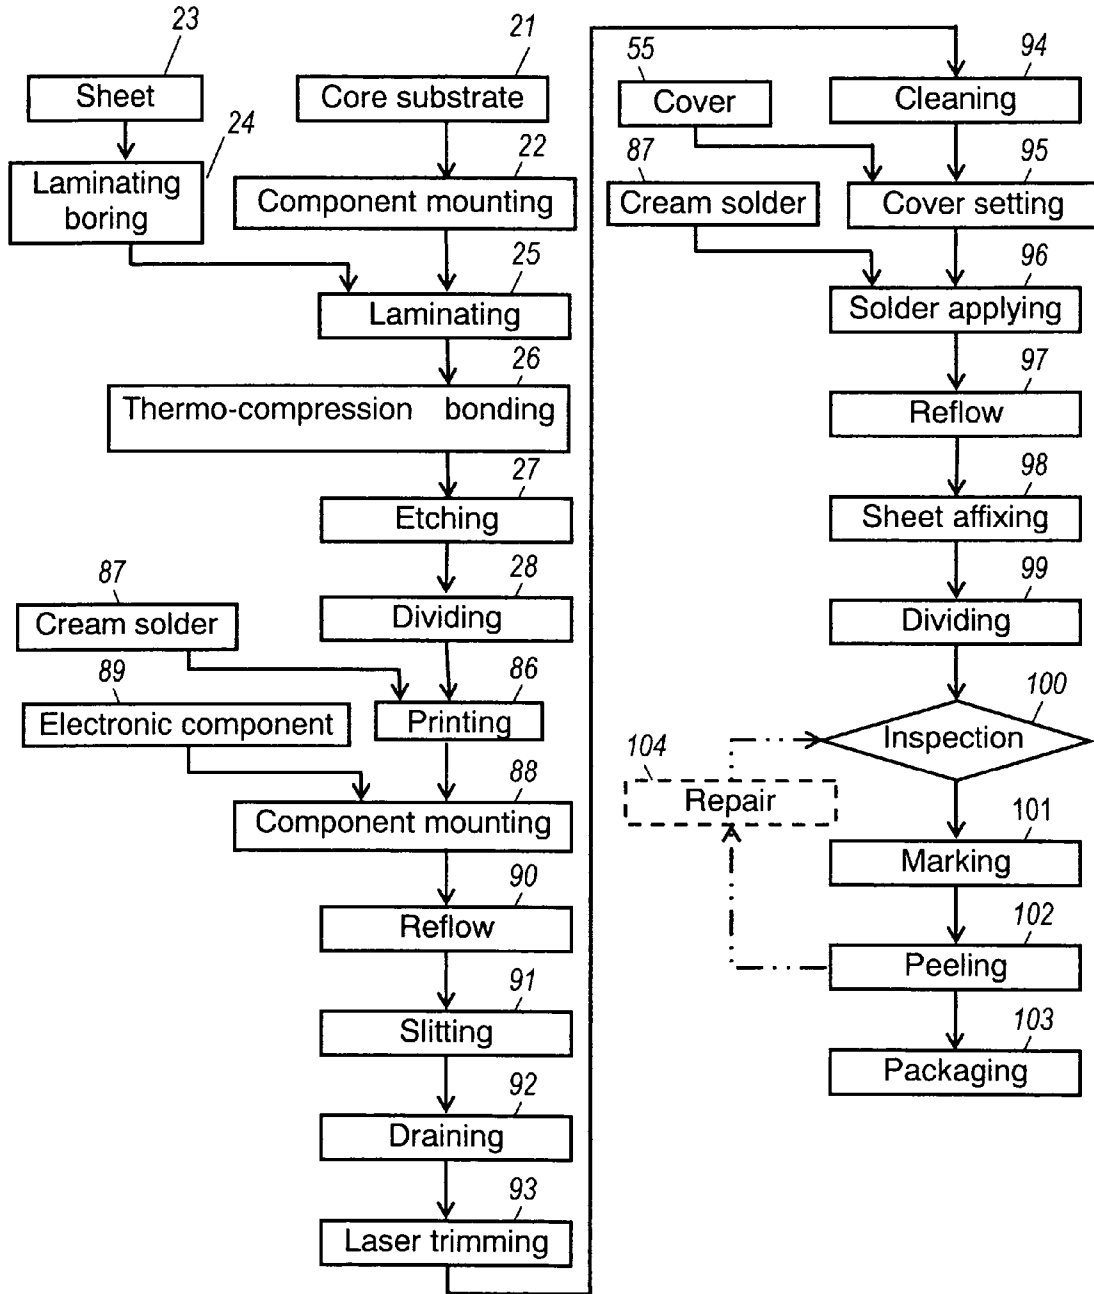 23
Sheet
24
Laminating
boring
21
Core substrate
22
Component mounting
25
Laminating
26
Thermo-compression bonding
27
Etching
28
Dividing
87
Cream solder
86
Printing
89
Electronic component
88
Component mounting
90
Reflow
91
Slitting
92
Draining
93
Laser trimming
94
Cleaning
55
Cover
95
Cover setting
87
Cream solder
96
Solder applying
97
Reflow
98
Sheet affixing
99
Dividing
100
Inspection
104
Repair
101
Marking
102
Peeling
103
Packaging